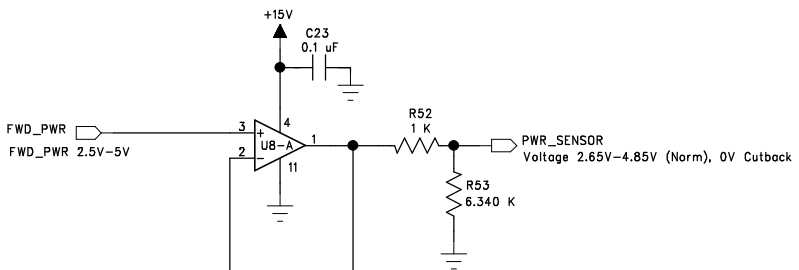 +15V
C23
0.1 uF
R52
1 K
FWD_PWR
3
4
+
U8-A
1
PWR_SENSOR
FWD_PWR 2.5V-5V
2
-
11
Voltage 2.65V-4.85V (Norm), 0V Cutback
R53
6.340 K